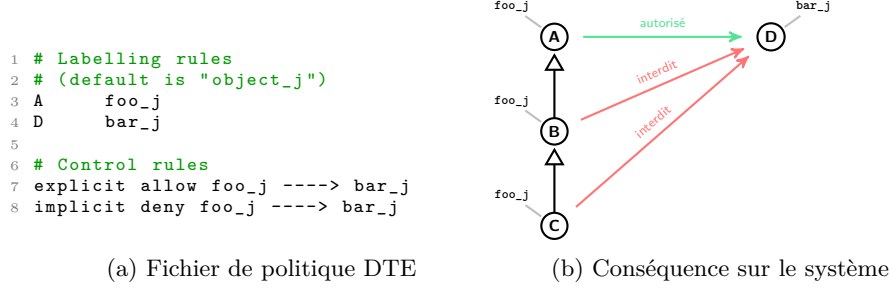 1 # Labelling rules
2 # (default is "object_j")
3 A foo_j
4 D bar_j
5
6 # Control rules
7 explicit allow foo_j ----> bar_j
8 implicit deny foo_j ----> bar_j
(a) Fichier de politique DTE
foo_j
bar_j
autorisé
A
D
interdit
foo_j
B
interdit
foo_j
C
(b) Conséquence sur le système